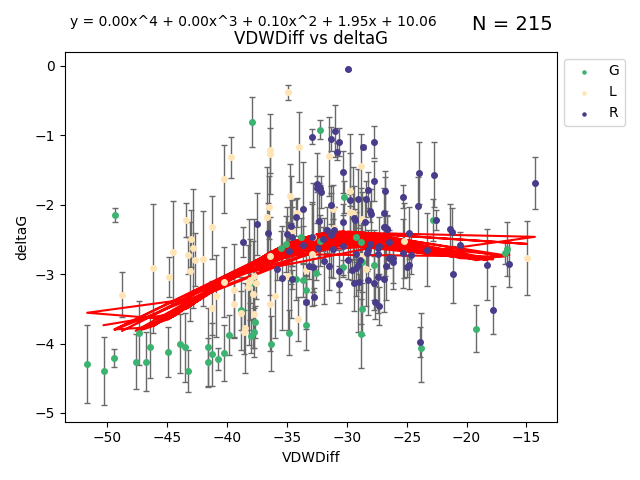 y = 0.00x^4 + 0.00x^3 + 0.10x^2 + 1.95x + 10.06
N = 215
VDWDiff vs deltaG
G
L
R
0
−1
−2
−3
−4
−5
deltaG
−50
−45
−40
−35
−30
−25
−20
−15
VDWDiff